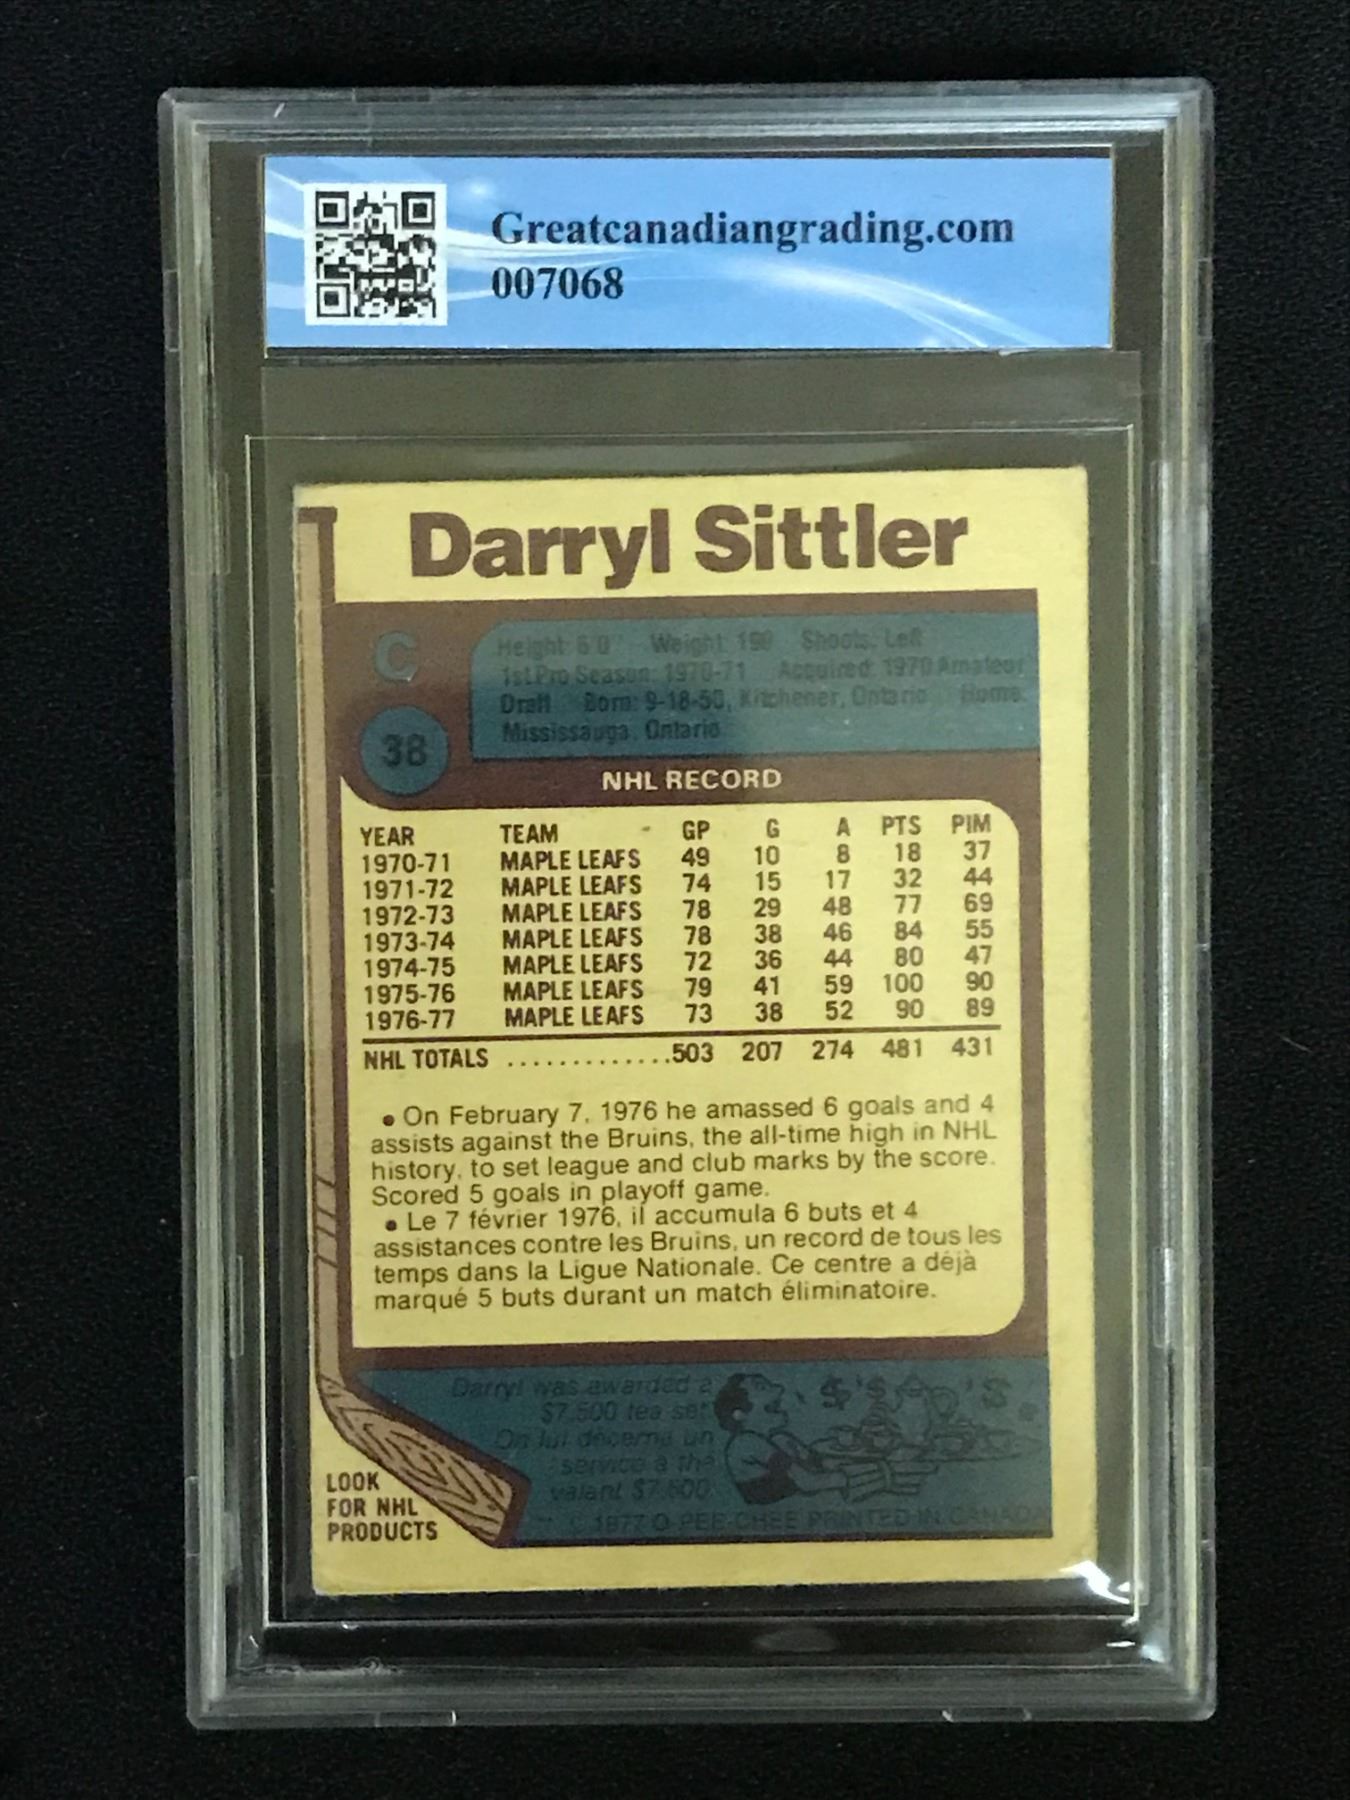 Greatcanadiangrading.com
007068
Darryl Sittler
C
Height: 6'0" Weight: 190 Shoots: Left
1st Pro Season: 1970-71 Acquired: 1970 Amateur
Draft Born: 9-18-50, Kitchener, Ontario Home:
Mississauga, Ontario
38
NHL RECORD
YEAR TEAM GP G A PTS PIM
1970-71 MAPLE LEAFS 49 10 8 18 37
1971-72 MAPLE LEAFS 74 15 17 32 44
1972-73 MAPLE LEAFS 78 29 48 77 69
1973-74 MAPLE LEAFS 78 38 46 84 55
1974-75 MAPLE LEAFS 72 36 44 80 47
1975-76 MAPLE LEAFS 79 41 59 100 90
1976-77 MAPLE LEAFS 73 38 52 90 89
NHL TOTALS .............503 207 274 481 431
• On February 7, 1976 he amassed 6 goals and 4
assists against the Bruins, the all-time high in NHL
history, to set league and club marks by the score.
Scored 5 goals in playoff game.
• Le 7 février 1976, il accumula 6 buts et 4
assistances contre les Bruins, un record de tous les
temps dans la Ligue Nationale. Ce centre a déjà
marqué 5 buts durant un match éliminatoire.
Darryl was awarded a
$7,500 tea set
On lui décerna un
service à thé
valant $7,500
$ $ $
LOOK
FOR NHL
PRODUCTS
© 1977 O-PEE-CHEE PRINTED IN CANADA